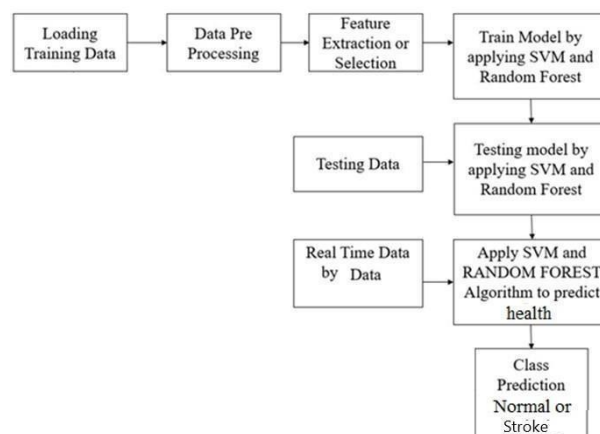 Loading
Training Data
Data Pre
Processing
Feature
Extraction or
Selection
Train Model by
applying SVM and
Random Forest
Testing Data
Testing model by
applying SVM and
Random Forest
Real Time Data
by Data
Apply SVM and
RANDOM FOREST
Algorithm to predict
health
Class
Prediction
Normal or
Stroke